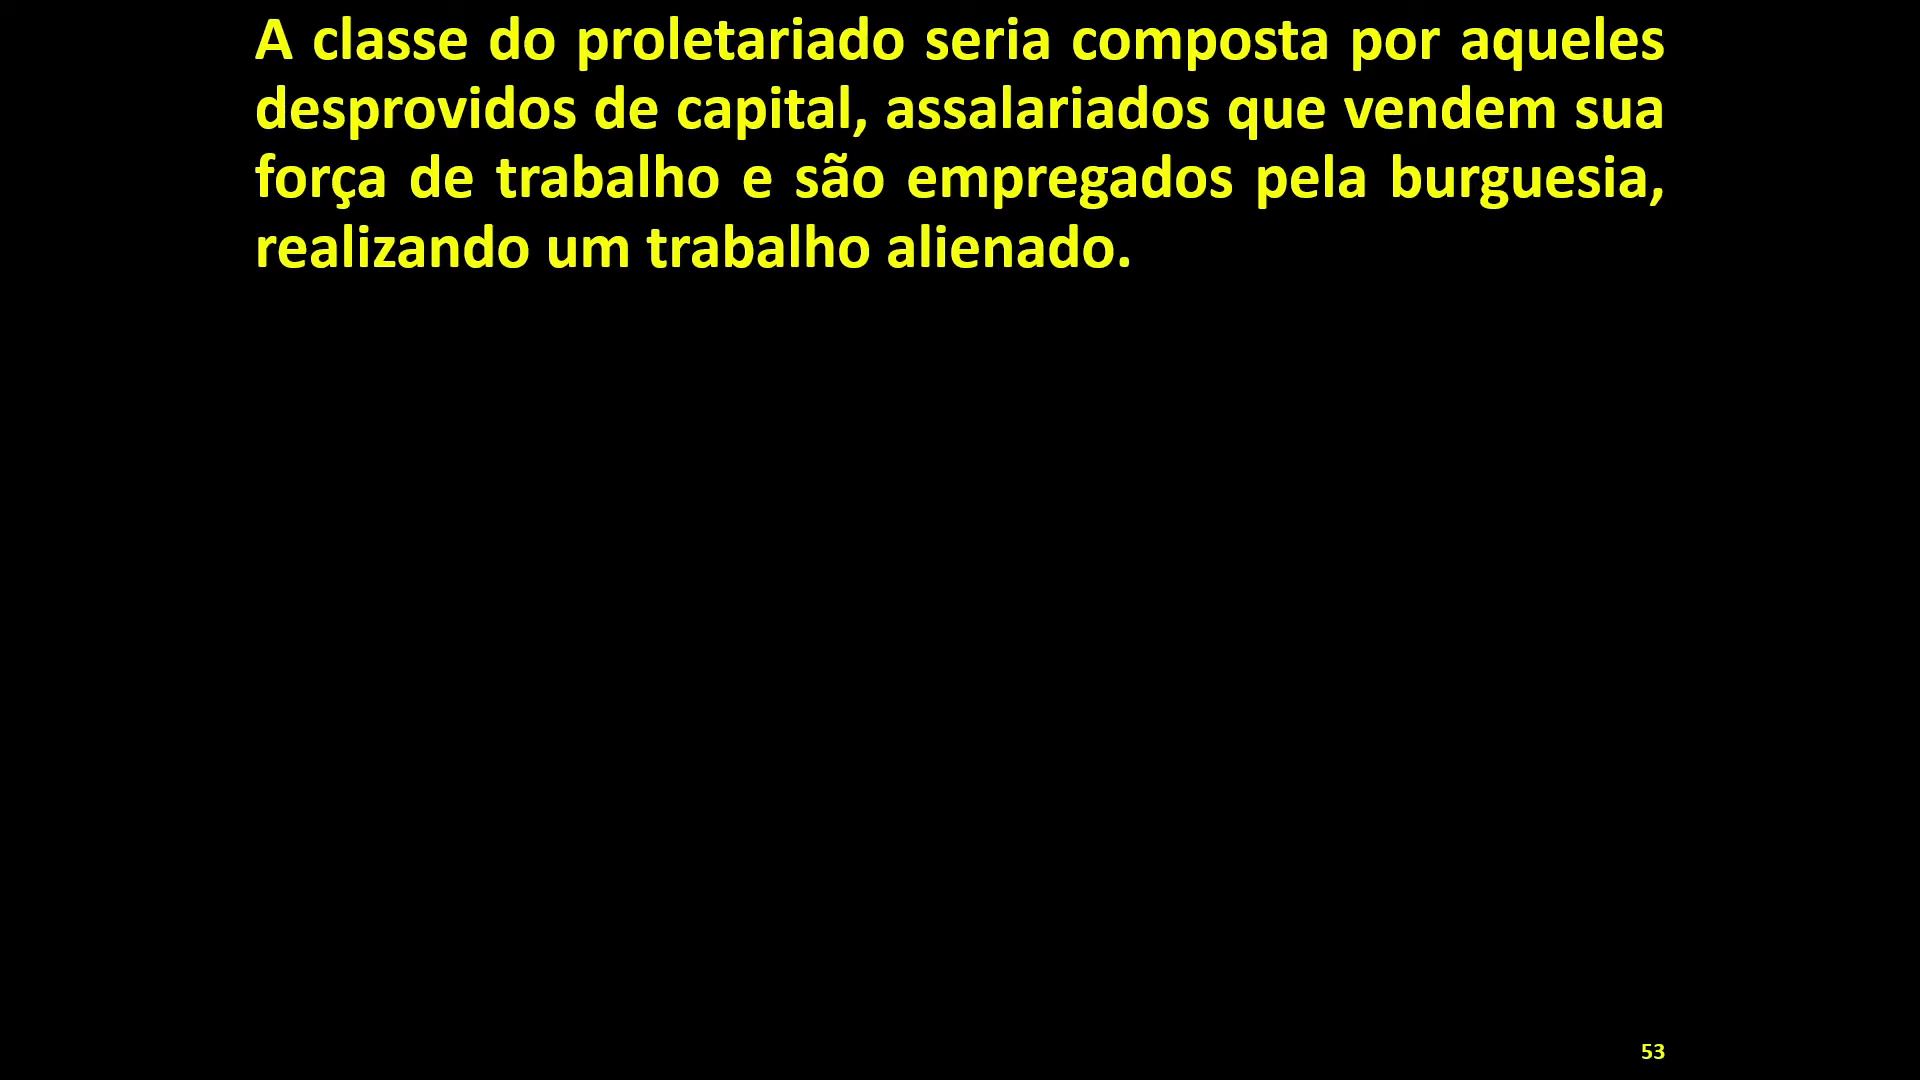 A classe do proletariado seria composta por aqueles
desprovidos de capital, assalariados que vendem sua
força de trabalho e são empregados pela burguesia,
realizando um trabalho alienado.
53